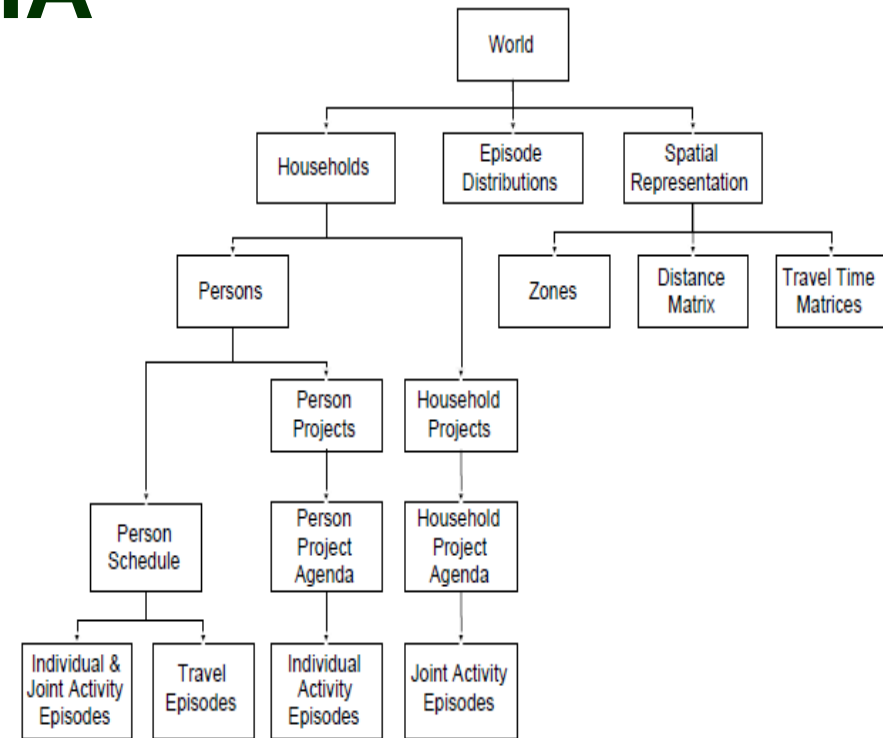 World
Households
Episode
Distributions
Spatial
Representation
Persons
Zones
Distance
Matrix
Travel Time
Matrices
Person
Projects
Household
Projects
Person
Schedule
Person
Project
Agenda
Household
Project
Agenda
Individual &
Joint Activity
Episodes
Travel
Episodes
Individual
Activity
Episodes
Joint Activity
Episodes